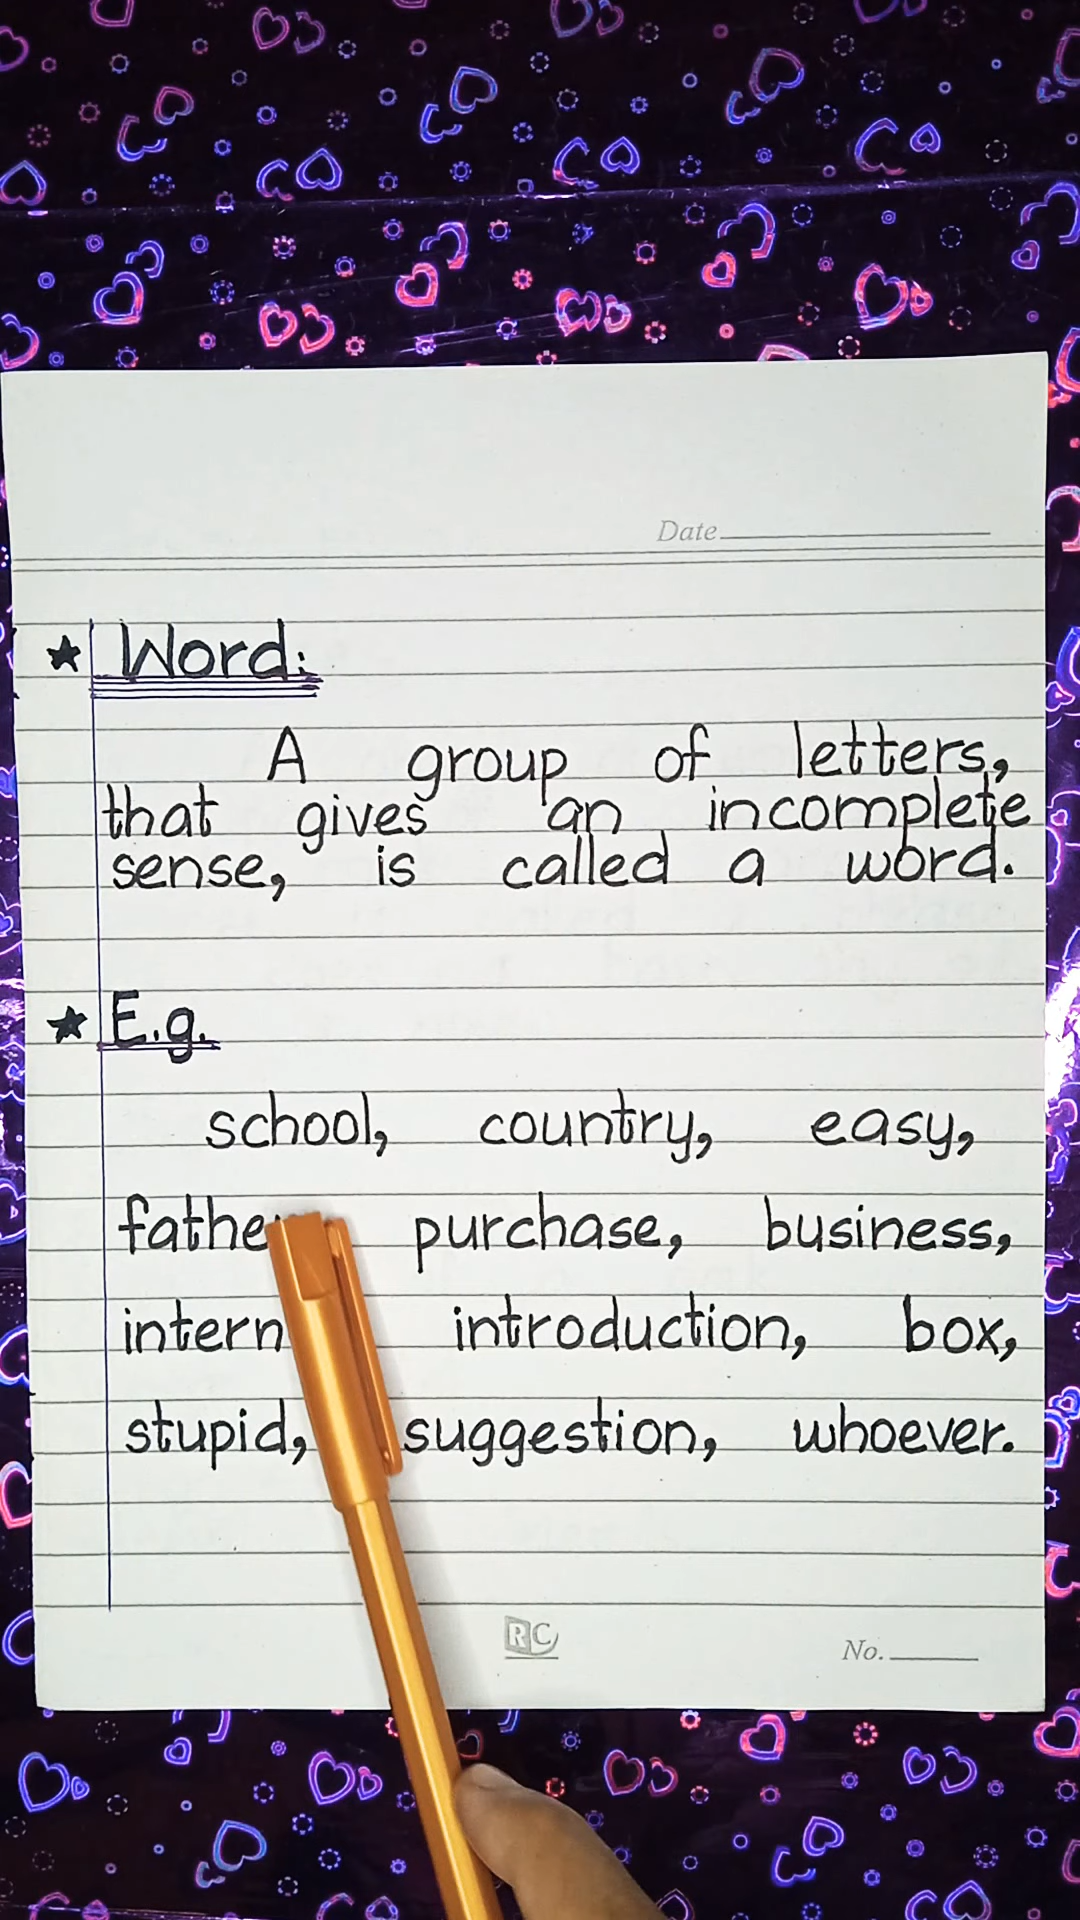 Date
Word:
A group of letters,
that gives an incomplete
sense, is called a word.
E.g.
school, country, easy,
purchase, business,
introduction, box,
stupid, suggestion, whoever.
RC
No.